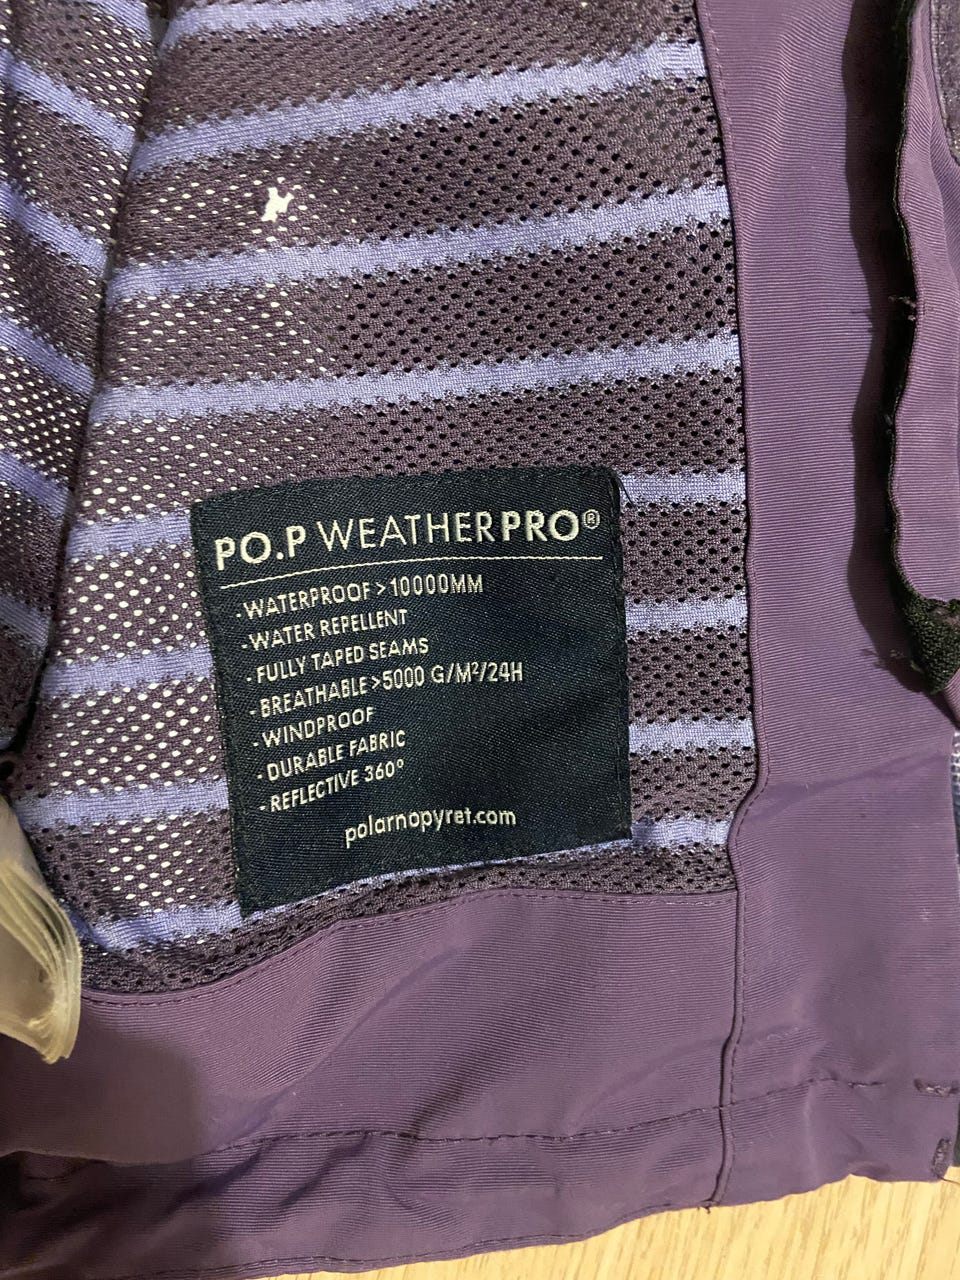 PO.P WEATHERPRO®
- WATERPROOF >10000MM
- WATER REPELLENT
- FULLY TAPED SEAMS
- BREATHABLE >5000 G/M²/24H
- WINDPROOF
- DURABLE FABRIC
- REFLECTIVE 360°
polarnopyret.com